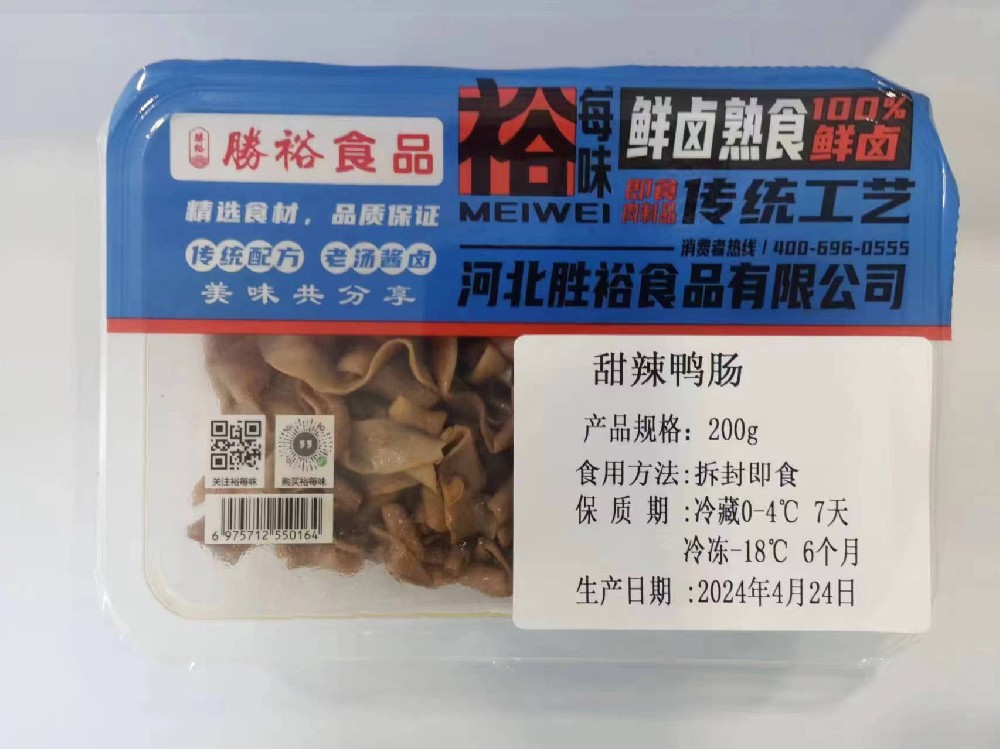 勝裕
勝裕食品
精选食材，品质保证
传统配方 老汤酱卤
美味共分享
裕每味
MEIWEI
鲜卤熟食
100%
鲜卤
即食
肉制品
传统工艺
消费者热线/400-696-0555
河北胜裕食品有限公司
关注裕每味
购买裕每味
6 975712 550164
甜辣鸭肠
产品规格：200g
食用方法:拆封即食
保 质 期 :冷藏0-4℃ 7天
冷冻-18℃ 6个月
生产日期 :2024年4月24日